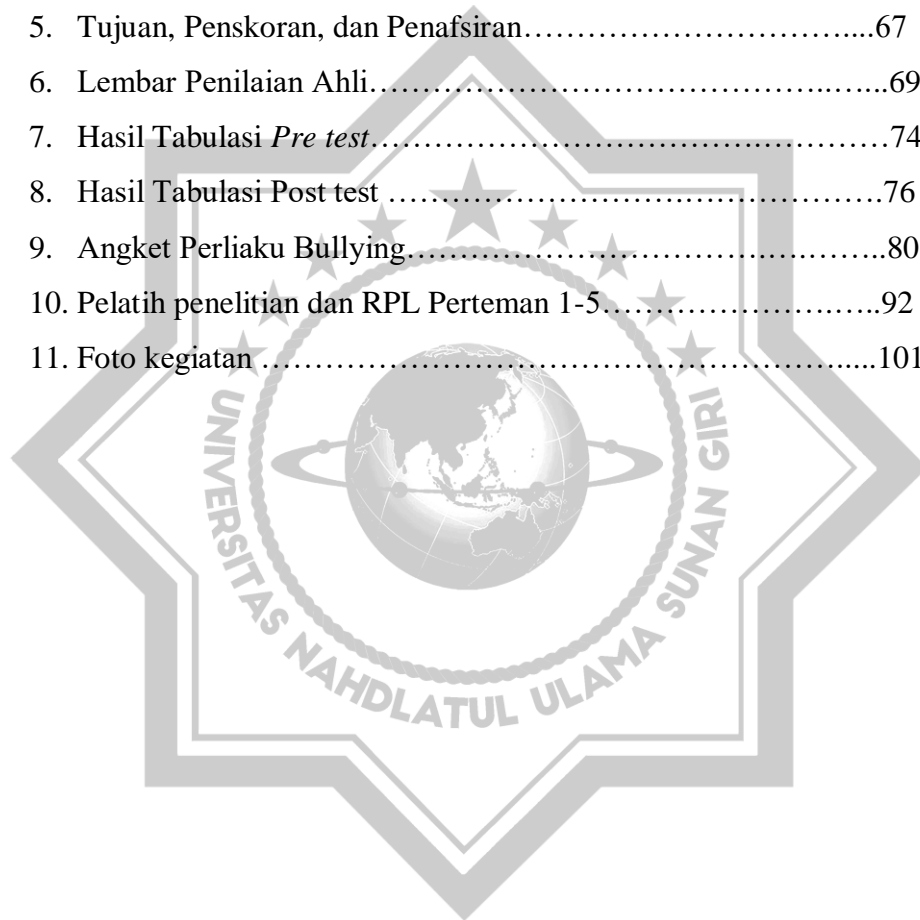 5. Tujuan, Penskoran, dan Penafsiran…………………………....67
6. Lembar Penilaian Ahli……………………………………..…...69
7. Hasil Tabulasi Pre test……………………………….…………74
8. Hasil Tabulasi Post test ……………………….……………….76
9. Angket Perliaku Bullying……………………………….……..80
10. Pelatih penelitian dan RPL Perteman 1-5………………….…..92
11. Foto kegiatan ……………………………………………….....101
UNIVERSITAS NAHDLATUL ULAMA SUNAN GIRI